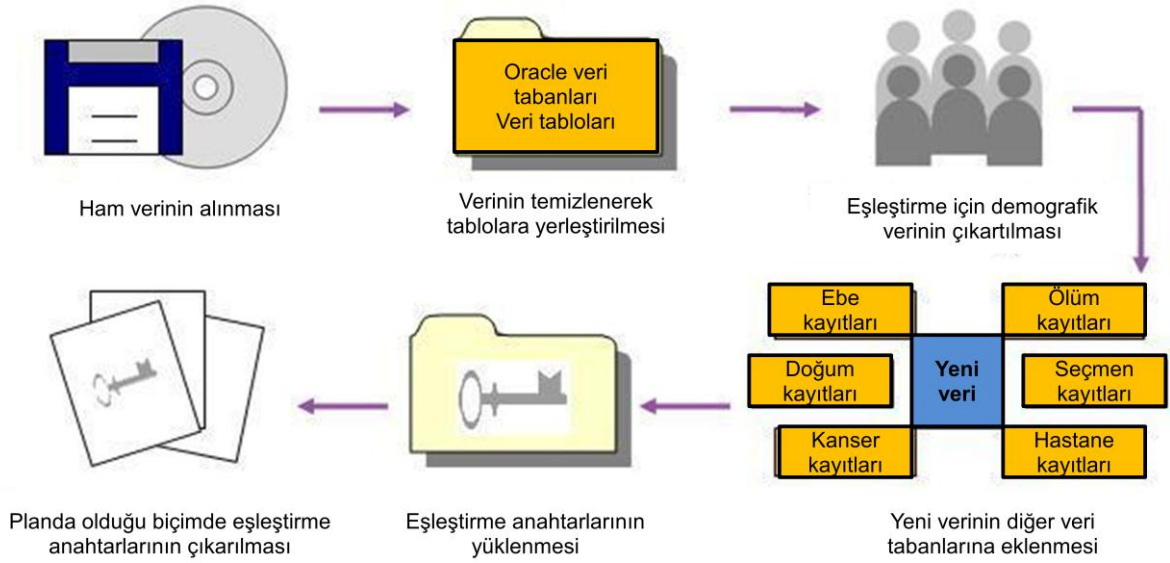 Oracle veri
tabanları
Veri tabloları
Ham verinin alınması
Verinin temizlenerek
tablolara yerleştirilmesi
Eşleştirme için demografik
verinin çıkartılması
Ebe
kayıtları
Ölüm
kayıtları
Doğum
kayıtları
Yeni
veri
Seçmen
kayıtları
Kanser
kayıtları
Hastane
kayıtları
Planda olduğu biçimde eşleştirme
anahtarlarının çıkarılması
Eşleştirme anahtarlarının
yüklenmesi
Yeni verinin diğer veri
tabanlarına eklenmesi